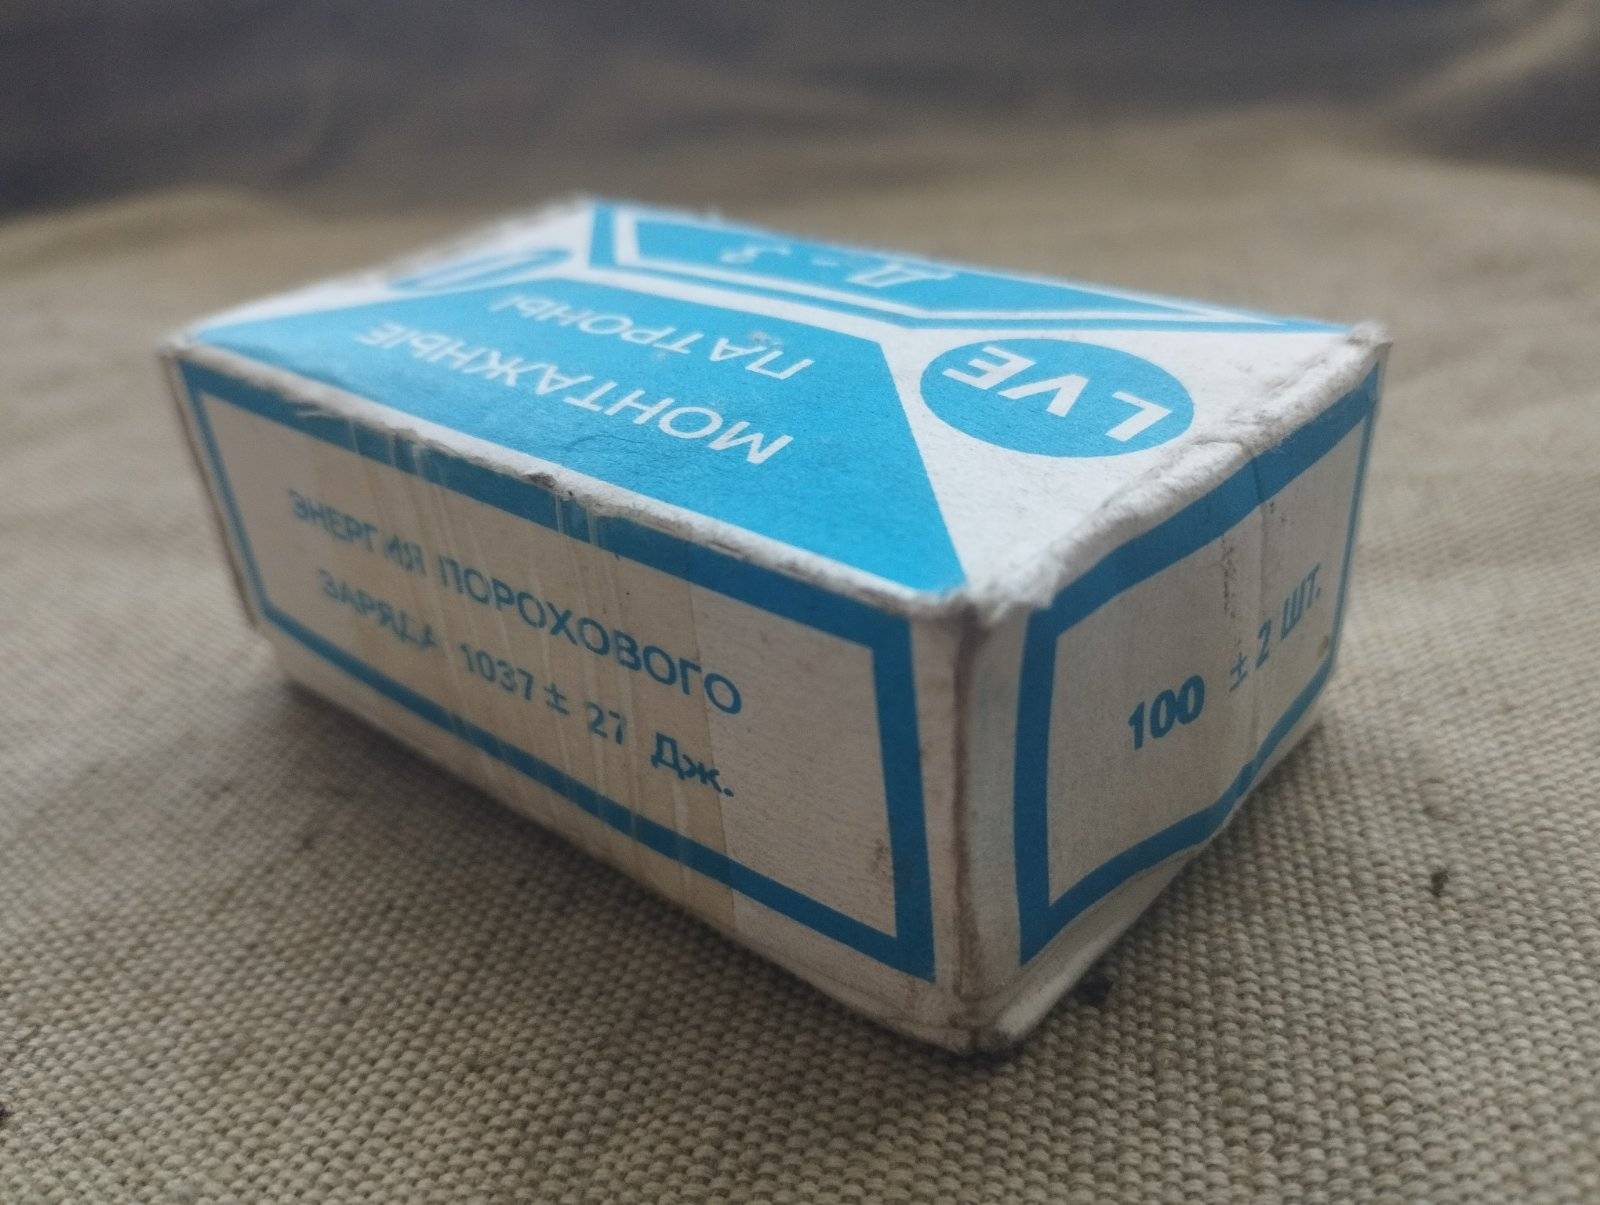 Д-3
LVE
МОНТАЖНЫЕ
ПАТРОНЫ
ЭНЕРГИЯ ПОРОХОВОГО
ЗАРЯДА 1037 ± 27 Дж.
100 ± 2 ШТ.